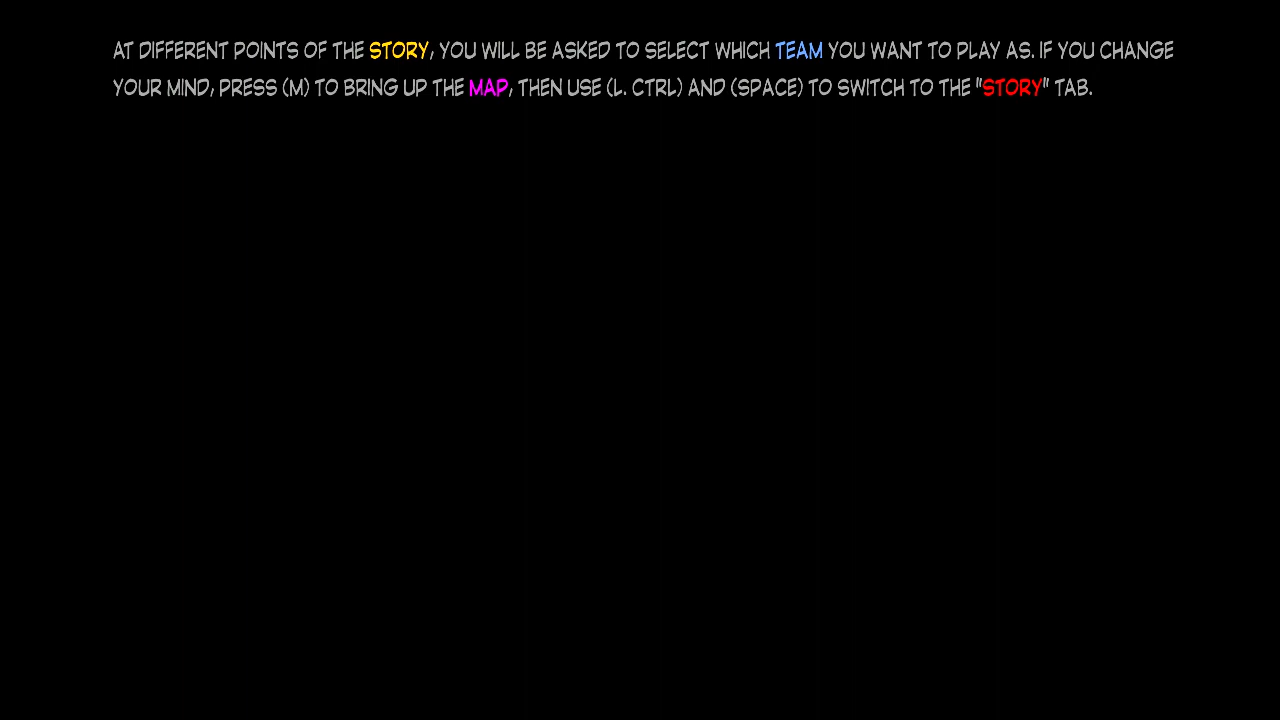 AT DIFFERENT POINTS OF THE STORY, YOU WILL BE ASKED TO SELECT WHICH TEAM YOU WANT TO PLAY AS. IF YOU CHANGE
YOUR MIND, PRESS (M) TO BRING UP THE MAP, THEN USE (L. CTRL) AND (SPACE) TO SWITCH TO THE "STORY" TAB.